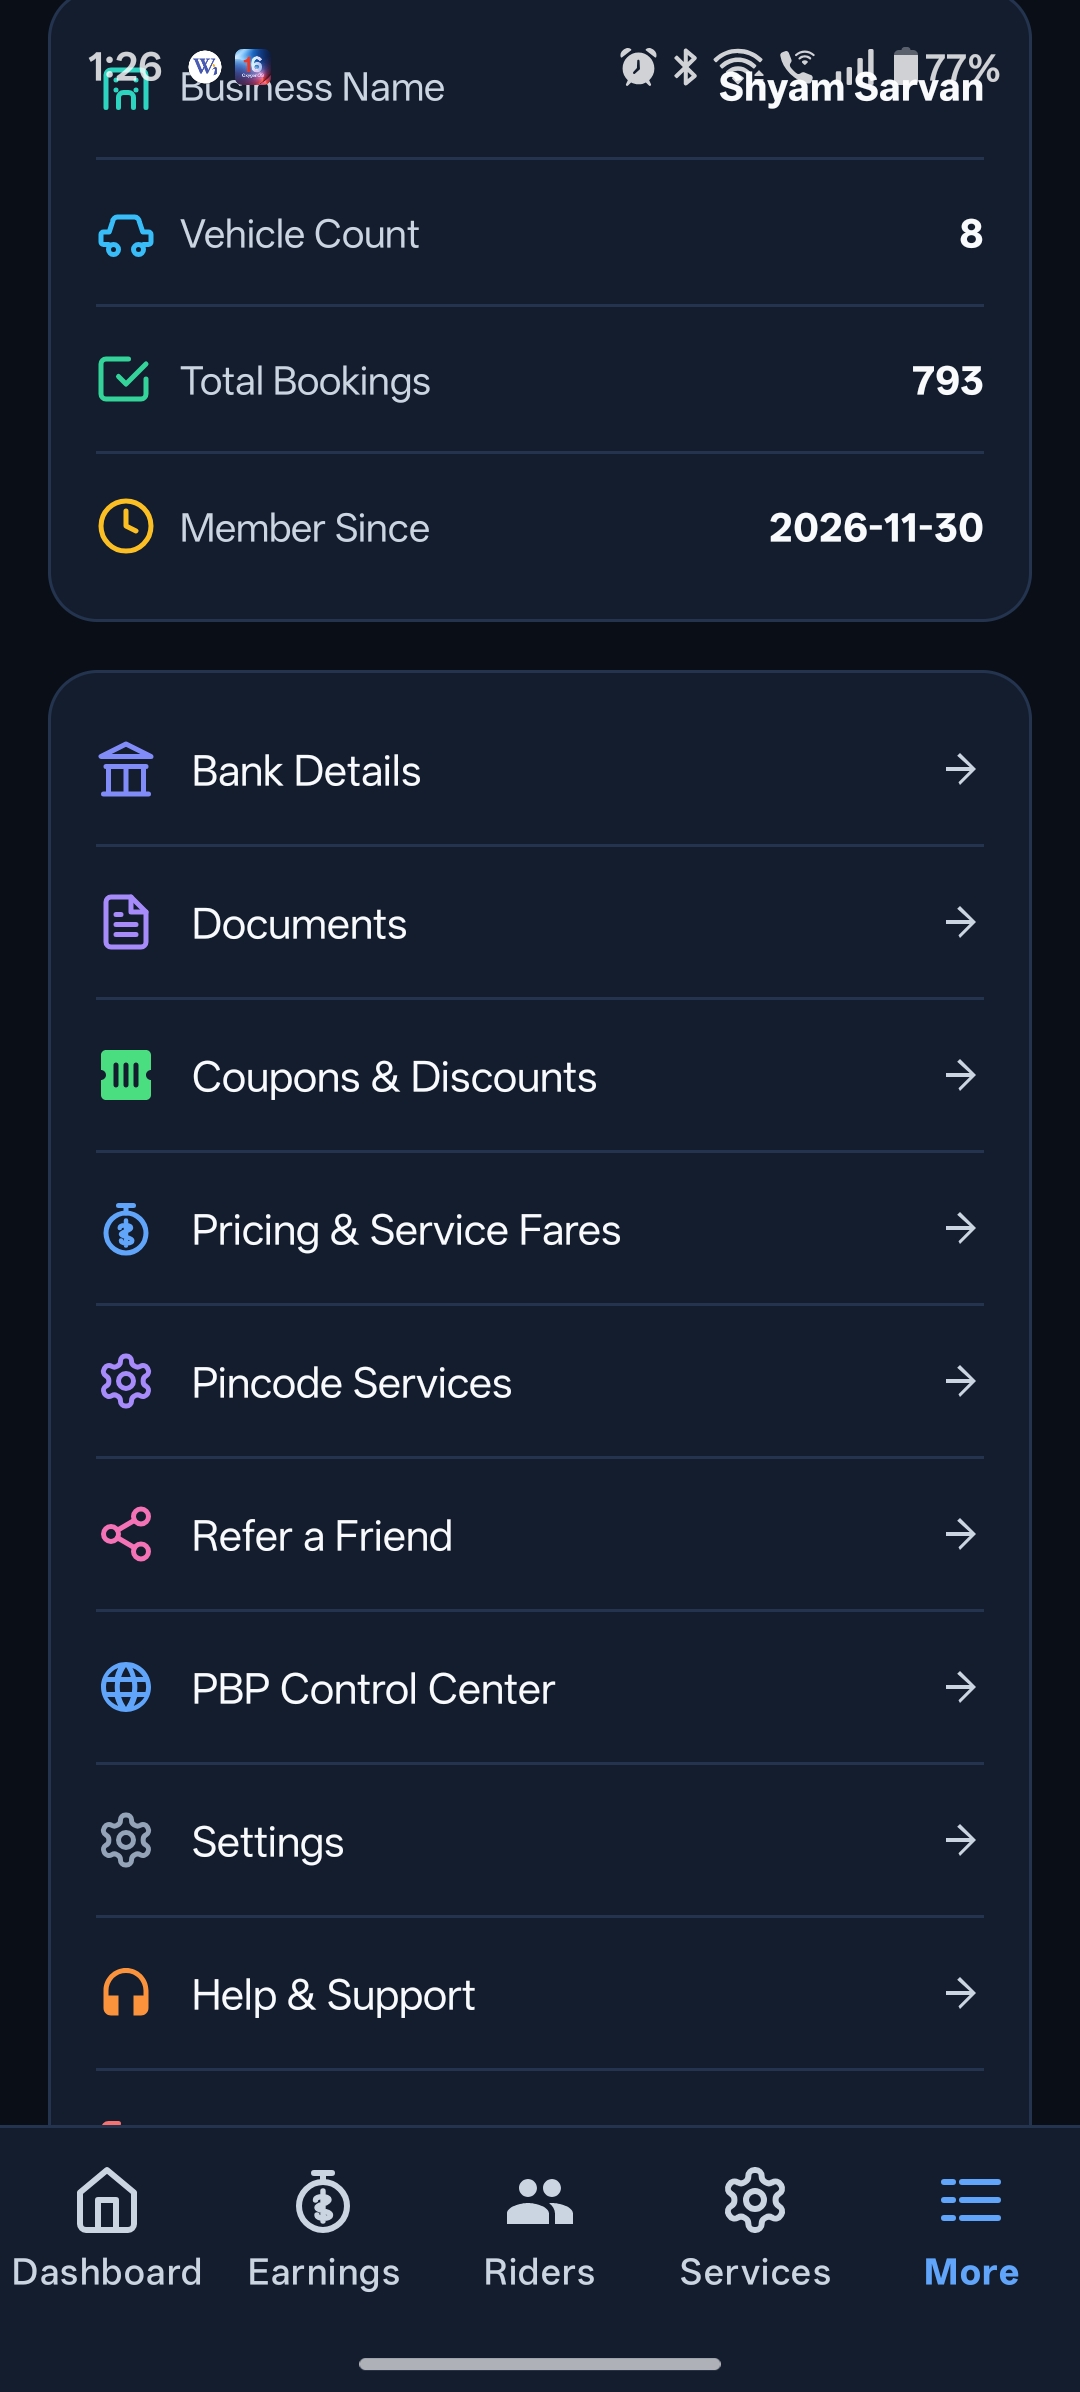 1:26
77%
Business Name
Shyam Sarvan
Vehicle Count
8
Total Bookings
793
Member Since
2026-11-30
Bank Details
Documents
Coupons & Discounts
Pricing & Service Fares
Pincode Services
Refer a Friend
PBP Control Center
Settings
Help & Support
Dashboard
Earnings
Riders
Services
More